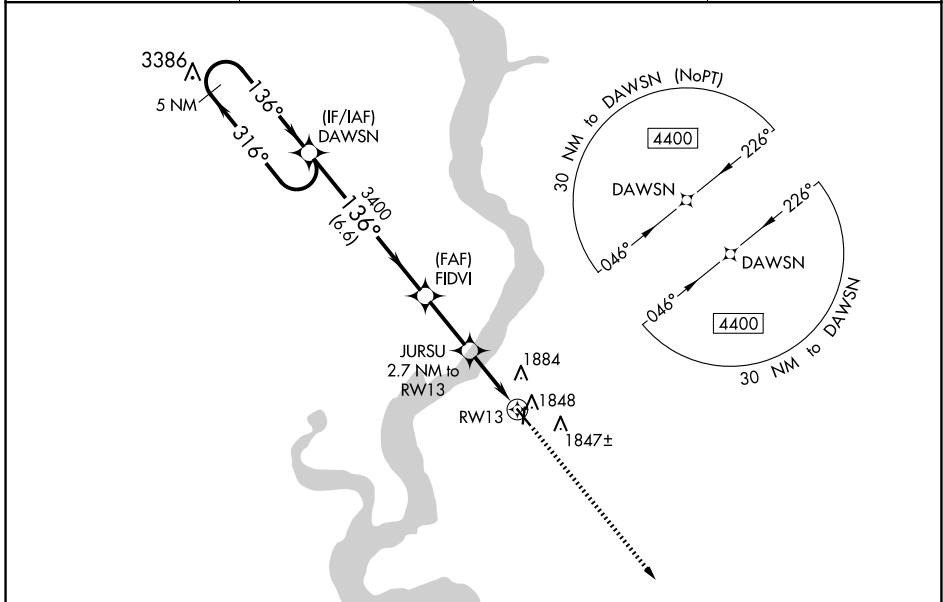 3386
5 NM
136°
316°
(IF/IAF)
DAWSN
3400
136°
(6.6)
(FAF)
FIDVI
JURSU
2.7 NM to
RW13
RW13
1884
1848
1847±
30 NM to DAWSN (NoPT)
4400
226°
DAWSN
046°
226°
DAWSN
046°
4400
30 NM to DAWSN